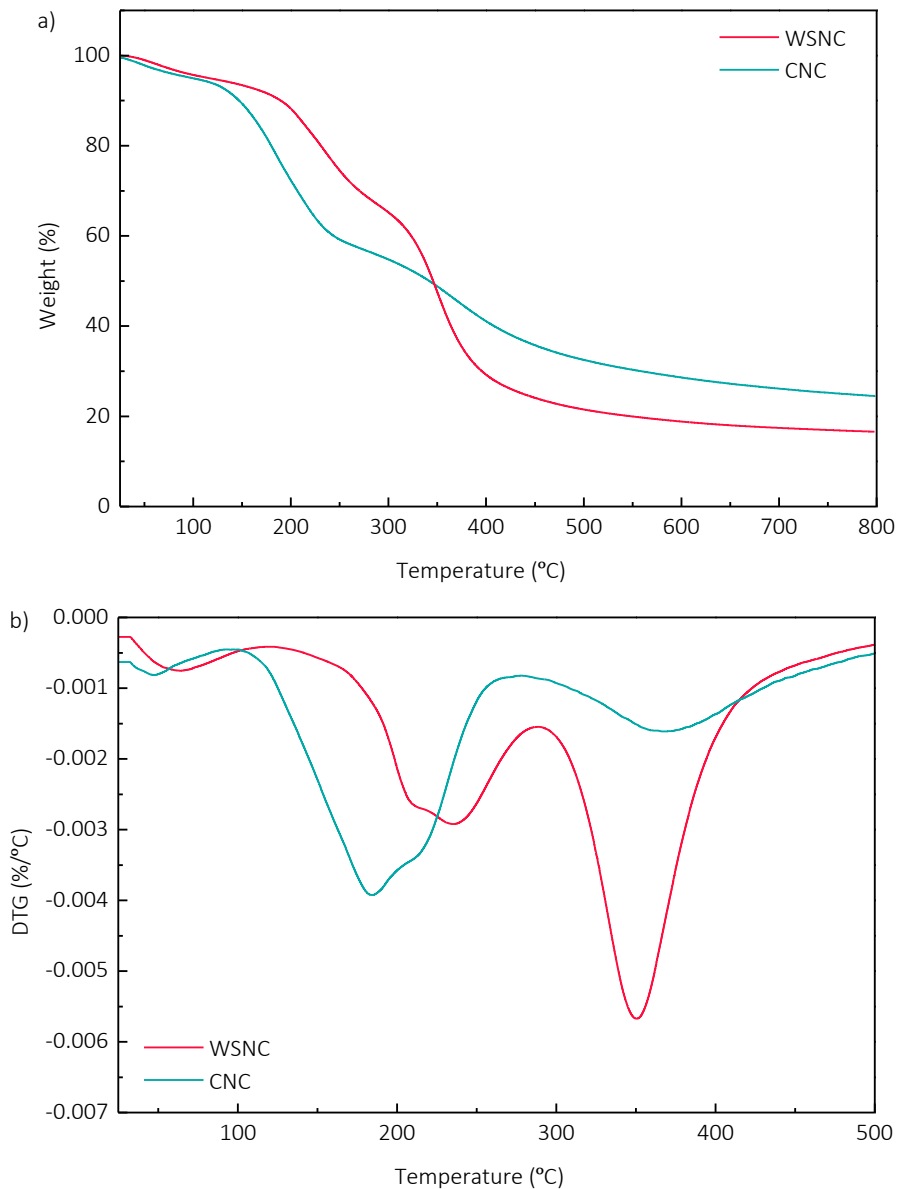 a)
WSNC
CNC
100
80
60
40
20
0
Weight (%)
100 200 300 400 500 600 700 800
Temperature (ºC)
b)
0.000
-0.001
-0.002
-0.003
-0.004
-0.005
-0.006
-0.007
DTG (%/ºC)
WSNC
CNC
100 200 300 400 500
Temperature (ºC)